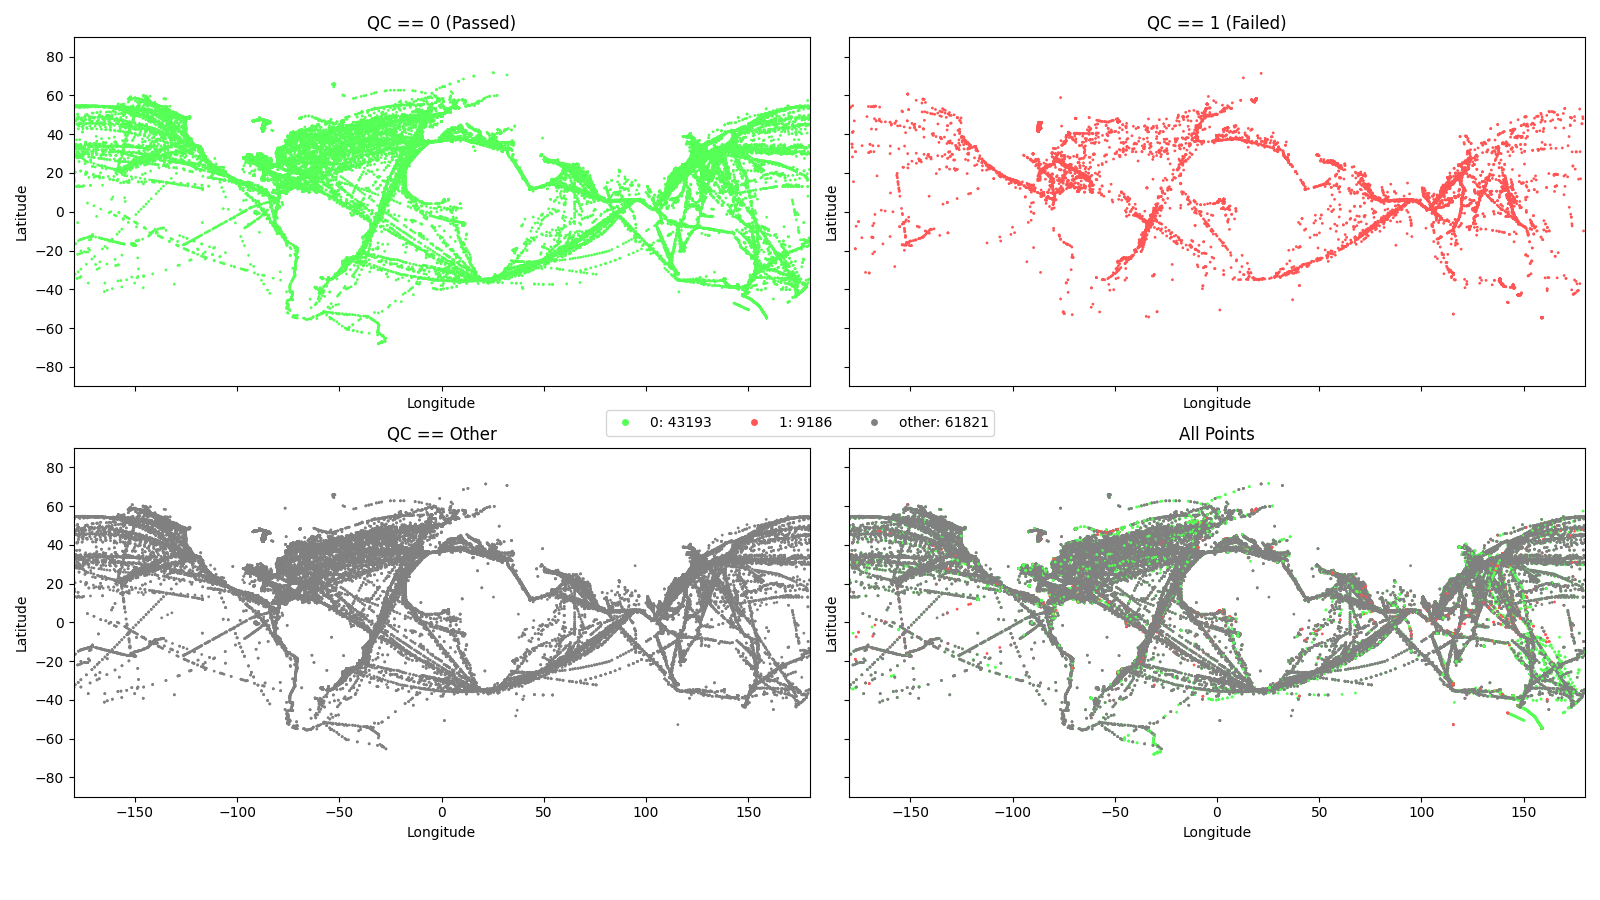 QC == 0 (Passed)
QC == 1 (Failed)
80
60
40
20
0
−20
−40
−60
−80
Latitude
Latitude
Longitude
Longitude
0: 43193
1: 9186
other: 61821
QC == Other
All Points
80
60
40
20
0
−20
−40
−60
−80
Latitude
Latitude
−150
−100
−50
0
50
100
150
−150
−100
−50
0
50
100
150
Longitude
Longitude